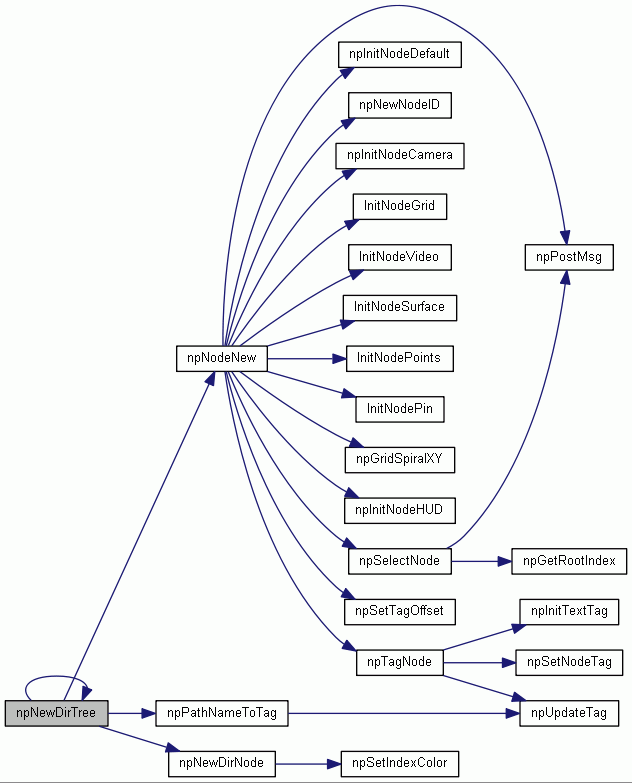 npInitNodeDefault
npNewNodeID
npInitNodeCamera
InitNodeGrid
InitNodeVideo
npPostMsg
InitNodeSurface
npNodeNew
InitNodePoints
InitNodePin
npGridSpiralXY
npInitNodeHUD
npSelectNode
npGetRootIndex
npSetTagOffset
npInitTextTag
npTagNode
npSetNodeTag
npNewDirTree
npPathNameToTag
npUpdateTag
npNewDirNode
npSetIndexColor